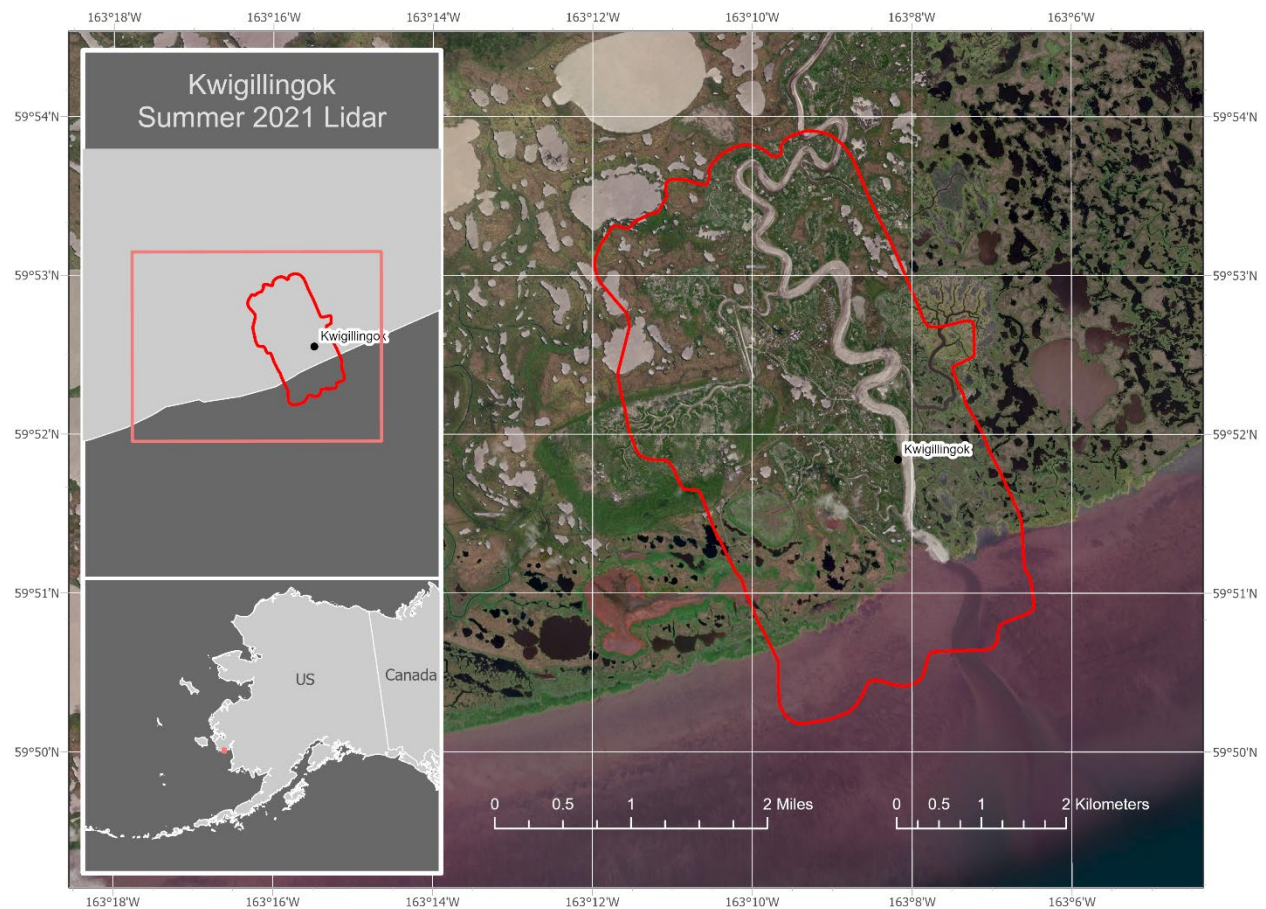 163°18'W
163°16'W
163°14'W
163°12'W
163°10'W
163°8'W
163°6'W
Kwigillingok
Summer 2021 Lidar
59°54'N
59°54'N
59°53'N
59°53'N
Kwigillingok
59°52'N
59°52'N
Kwigillingok
59°51'N
59°51'N
US
Canada
59°50'N
59°50'N
0 0.5 1 2 Miles
0 0.5 1 2 Kilometers
163°18'W
163°16'W
163°14'W
163°12'W
163°10'W
163°8'W
163°6'W